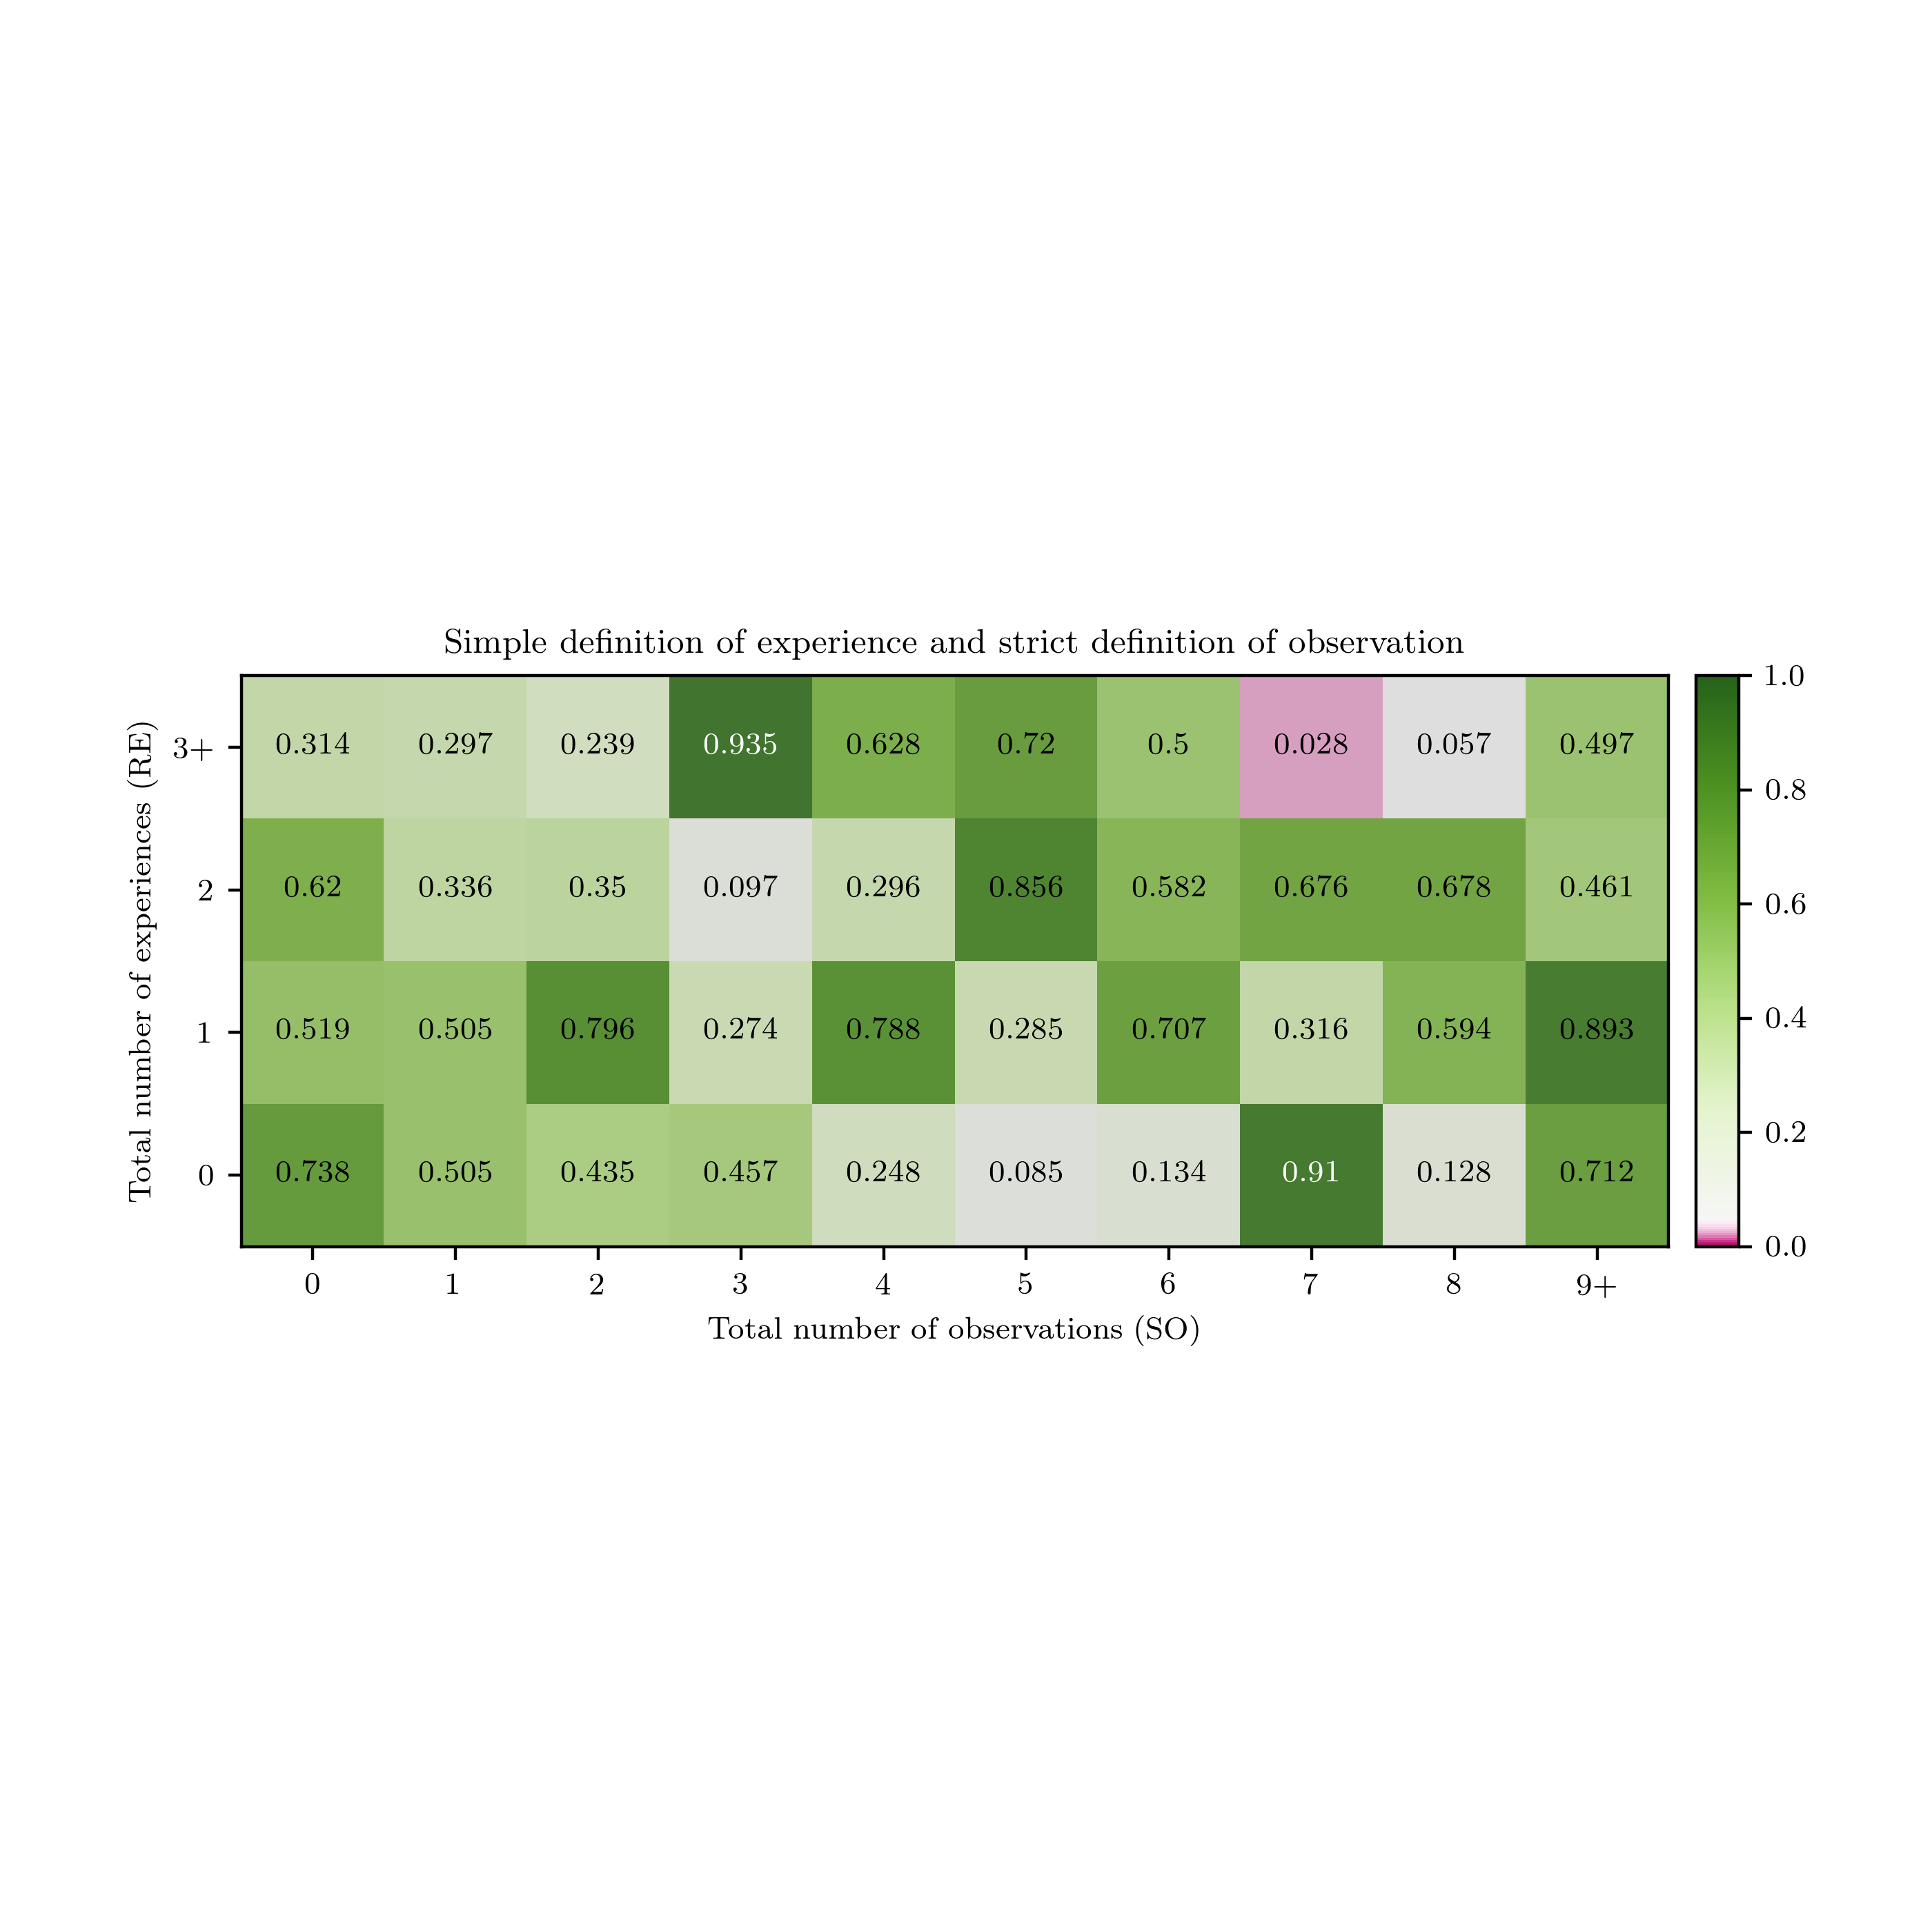 Simple definition of experience and strict definition of observation
Total number of experiences (RE)
3+ 0.314 0.297 0.239 0.935 0.628 0.72 0.5 0.028 0.057 0.497
2 0.62 0.336 0.35 0.097 0.296 0.856 0.582 0.676 0.678 0.461
1 0.519 0.505 0.796 0.274 0.788 0.285 0.707 0.316 0.594 0.893
0 0.738 0.505 0.435 0.457 0.248 0.085 0.134 0.91 0.128 0.712
0 1 2 3 4 5 6 7 8 9+
Total number of observations (SO)
1.0
0.8
0.6
0.4
0.2
0.0